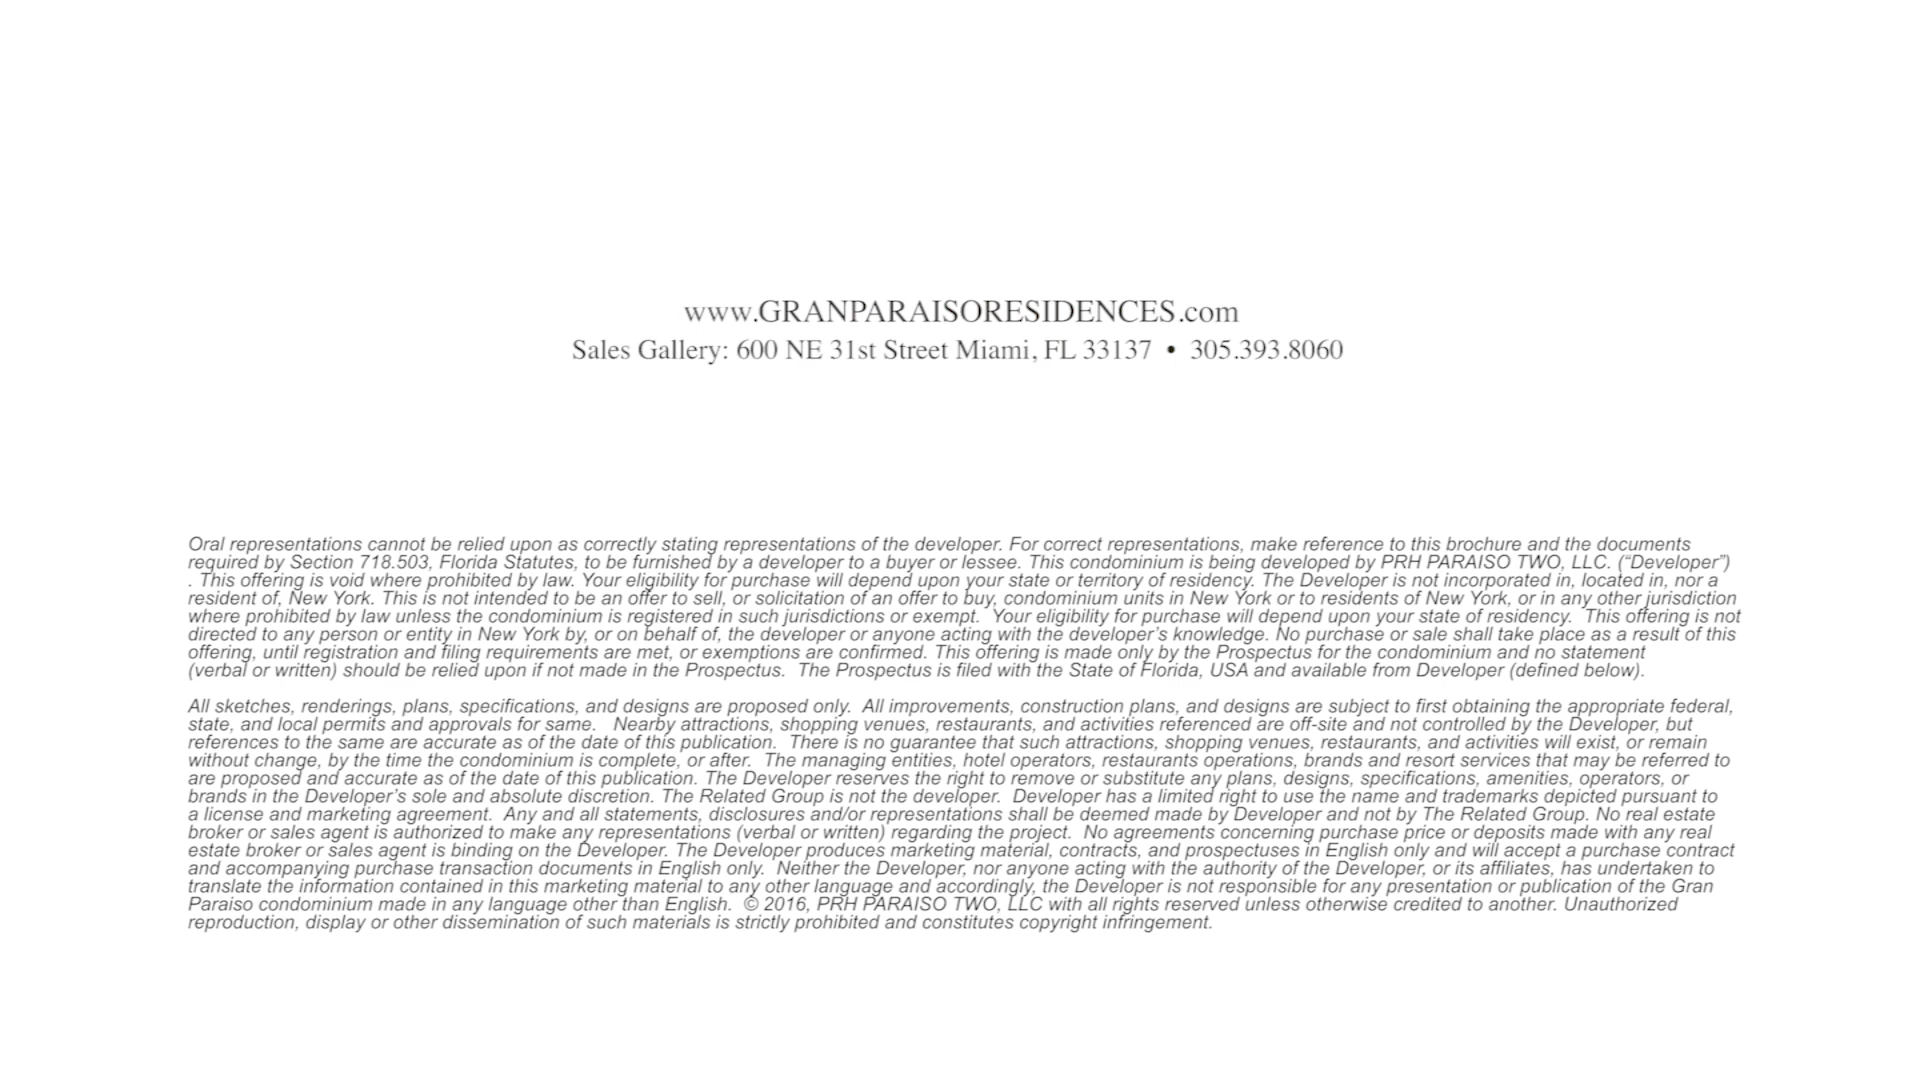 www.GRANPARAISORESIDENCES.com
Sales Gallery: 600 NE 31st Street Miami, FL 33137 • 305.393.8060
Oral representations cannot be relied upon as correctly stating representations of the developer. For correct representations, make reference to this brochure and the documents
required by Section 718.503, Florida Statutes, to be furnished by a developer to a buyer or lessee. This condominium is being developed by PRH PARAISO TWO, LLC. (“Developer”)
. This offering is void where prohibited by law. Your eligibility for purchase will depend upon your state or territory of residency. The Developer is not incorporated in, located in, nor a
resident of, New York. This is not intended to be an offer to sell, or solicitation of an offer to buy, condominium units in New York or to residents of New York, or in any other jurisdiction
where prohibited by law unless the condominium is registered in such jurisdictions or exempt.  Your eligibility for purchase will depend upon your state of residency.  This offering is not
directed to any person or entity in New York by, or on behalf of, the developer or anyone acting with the developer’s knowledge. No purchase or sale shall take place as a result of this
offering, until registration and filing requirements are met, or exemptions are confirmed. This offering is made only by the Prospectus for the condominium and no statement
(verbal or written) should be relied upon if not made in the Prospectus.  The Prospectus is filed with the State of Florida, USA and available from Developer (defined below).
All sketches, renderings, plans, specifications, and designs are proposed only.  All improvements, construction plans, and designs are subject to first obtaining the appropriate federal,
state, and local permits and approvals for same.   Nearby attractions, shopping venues, restaurants, and activities referenced are off-site and not controlled by the Developer, but
references to the same are accurate as of the date of this publication.  There is no guarantee that such attractions, shopping venues, restaurants, and activities will exist, or remain
without change, by the time the condominium is complete, or after.  The managing entities, hotel operators, restaurants operations, brands and resort services that may be referred to
are proposed and accurate as of the date of this publication. The Developer reserves the right to remove or substitute any plans, designs, specifications, amenities, operators, or
brands in the Developer’s sole and absolute discretion. The Related Group is not the developer.  Developer has a limited right to use the name and trademarks depicted pursuant to
a license and marketing agreement.  Any and all statements, disclosures and/or representations shall be deemed made by Developer and not by The Related Group. No real estate
broker or sales agent is authorized to make any representations (verbal or written) regarding the project.  No agreements concerning purchase price or deposits made with any real
estate broker or sales agent is binding on the Developer. The Developer produces marketing material, contracts, and prospectuses in English only and will accept a purchase contract
and accompanying purchase transaction documents in English only.  Neither the Developer, nor anyone acting with the authority of the Developer, or its affiliates, has undertaken to
translate the information contained in this marketing material to any other language and accordingly, the Developer is not responsible for any presentation or publication of the Gran
Paraiso condominium made in any language other than English.  © 2016, PRH PARAISO TWO, LLC with all rights reserved unless otherwise credited to another. Unauthorized
reproduction, display or other dissemination of such materials is strictly prohibited and constitutes copyright infringement.